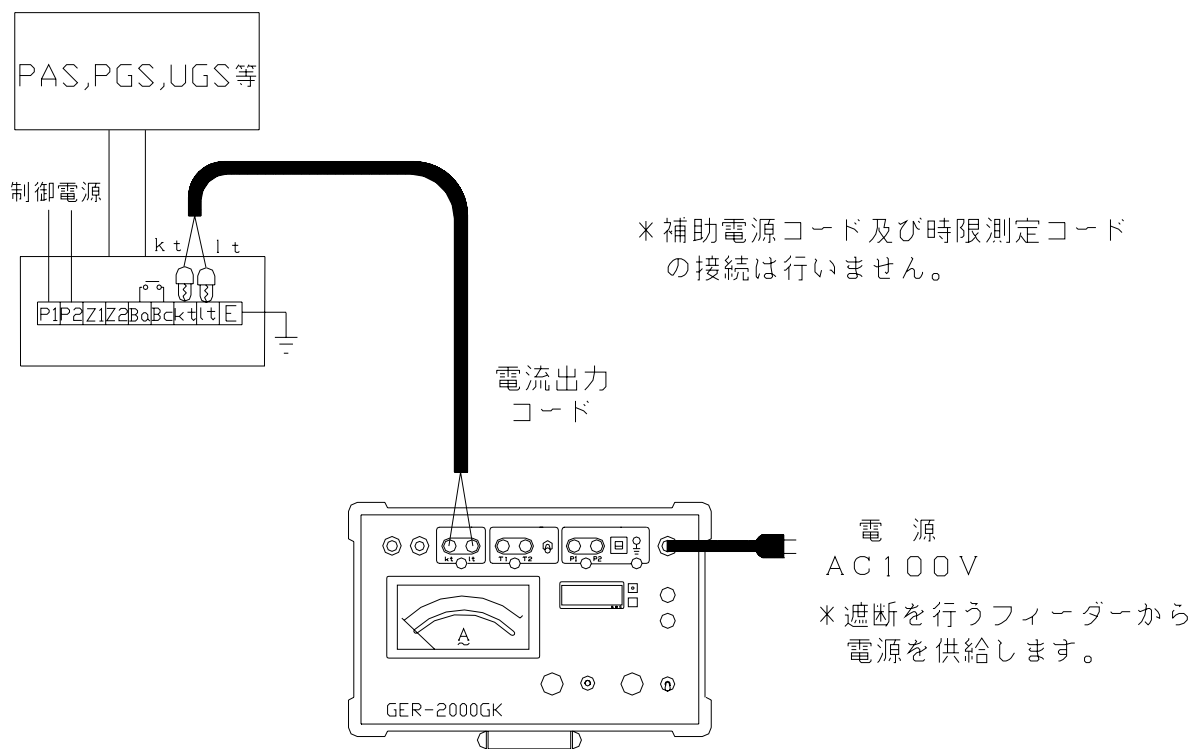 PAS,PGS,UGS等
制御電源
kt lt
P1 P2 Z1 Z2 Ba Bc kt lt E
*補助電源コード及び時限測定コード
の接続は行いません。
電流出力
コード
kt lt T1 T2 P1 P2
A
GER-2000GK
電 源
AC100V
*遮断を行うフィーダーから
電源を供給します。